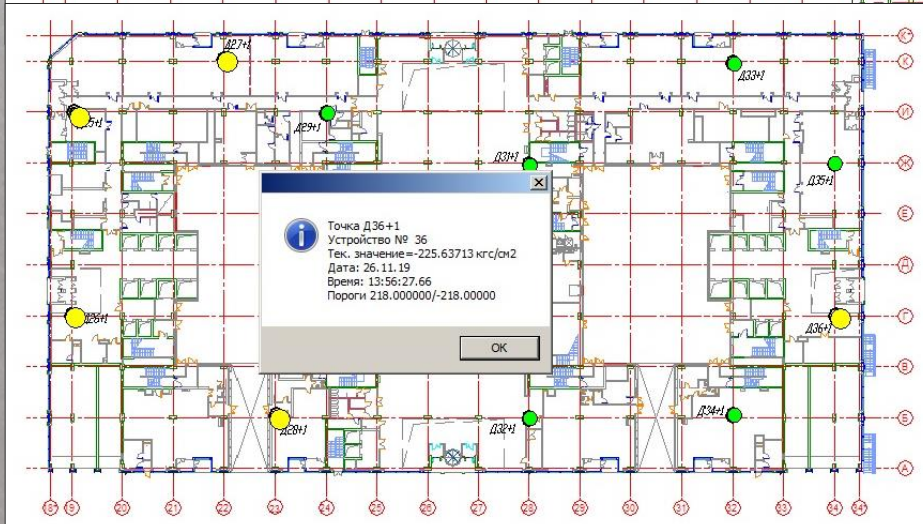 К*
К
Д27+1
Д33+1
И
Д29+1
Д31+1
Ж
Д35+1
Е
Точка Д36+1
Устройство № 36
Тек. значение=-225.63713 кгс/см2
Дата: 26.11.19
Время: 13:56:27.66
Пороги 218.000000/-218.00000
OK
Д
Д26+1
Д36+1
Г
В
Д28+1
Д32+1
Д34+1
Б
А
18* 19 20 21 22 23 24 25 26 27 28 29 30 31 32 33 34 34*